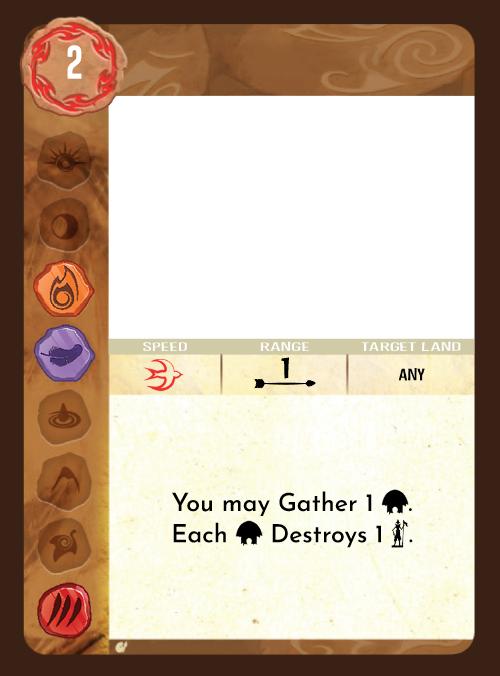 2
SPEED RANGE TARGET LAND
1 ANY
You may Gather 1 .
Each Destroys 1 .